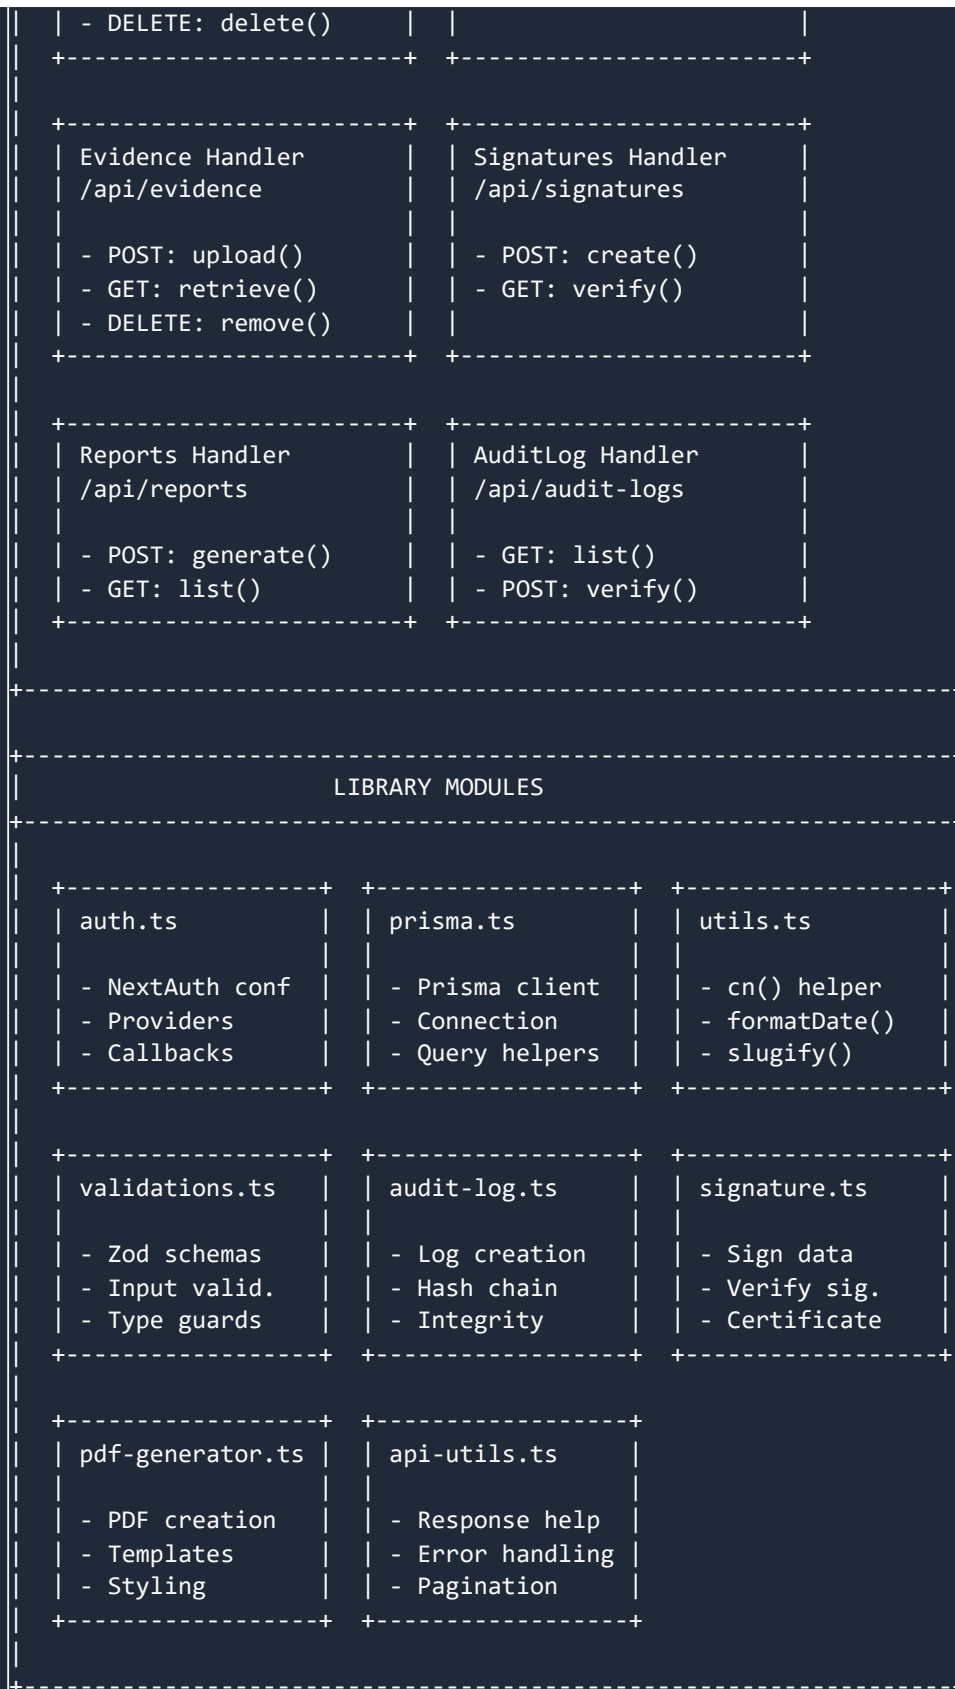 |  | - DELETE: delete()     |  |                        |
|  +------------------------+  +------------------------+
|
|  +------------------------+  +------------------------+
|  | Evidence Handler       |  | Signatures Handler     |
|  | /api/evidence          |  | /api/signatures        |
|  |                        |  |                        |
|  | - POST: upload()       |  | - POST: create()       |
|  | - GET: retrieve()      |  | - GET: verify()        |
|  | - DELETE: remove()     |  |                        |
|  +------------------------+  +------------------------+
|
|  +------------------------+  +------------------------+
|  | Reports Handler        |  | AuditLog Handler       |
|  | /api/reports           |  | /api/audit-logs        |
|  |                        |  |                        |
|  | - POST: generate()     |  | - GET: list()          |
|  | - GET: list()          |  | - POST: verify()       |
|  +------------------------+  +------------------------+
|
+-------------------------------------------------------------------

+-------------------------------------------------------------------
|                      LIBRARY MODULES
+-------------------------------------------------------------------
|
|  +------------------+  +------------------+  +------------------+
|  | auth.ts          |  | prisma.ts        |  | utils.ts         |
|  |                  |  |                  |  |                  |
|  | - NextAuth conf  |  | - Prisma client  |  | - cn() helper    |
|  | - Providers      |  | - Connection     |  | - formatDate()   |
|  | - Callbacks      |  | - Query helpers  |  | - slugify()      |
|  +------------------+  +------------------+  +------------------+
|
|  +------------------+  +------------------+  +------------------+
|  | validations.ts   |  | audit-log.ts     |  | signature.ts     |
|  |                  |  |                  |  |                  |
|  | - Zod schemas    |  | - Log creation   |  | - Sign data      |
|  | - Input valid.   |  | - Hash chain     |  | - Verify sig.    |
|  | - Type guards    |  | - Integrity      |  | - Certificate    |
|  +------------------+  +------------------+  +------------------+
|
|  +------------------+  +------------------+
|  | pdf-generator.ts |  | api-utils.ts     |
|  |                  |  |                  |
|  | - PDF creation   |  | - Response help  |
|  | - Templates      |  | - Error handling |
|  | - Styling        |  | - Pagination     |
|  +------------------+  +------------------+
|
+-------------------------------------------------------------------